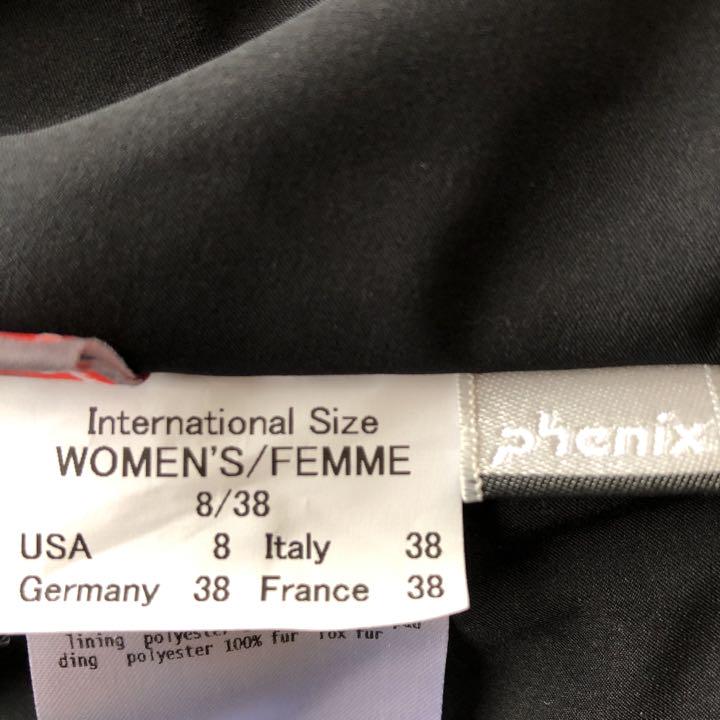 International Size
WOMEN'S/FEMME
8/38
USA 8 Italy 38
Germany 38 France 38
phenix
lining polyester fur fox fur
ding polyester 100%